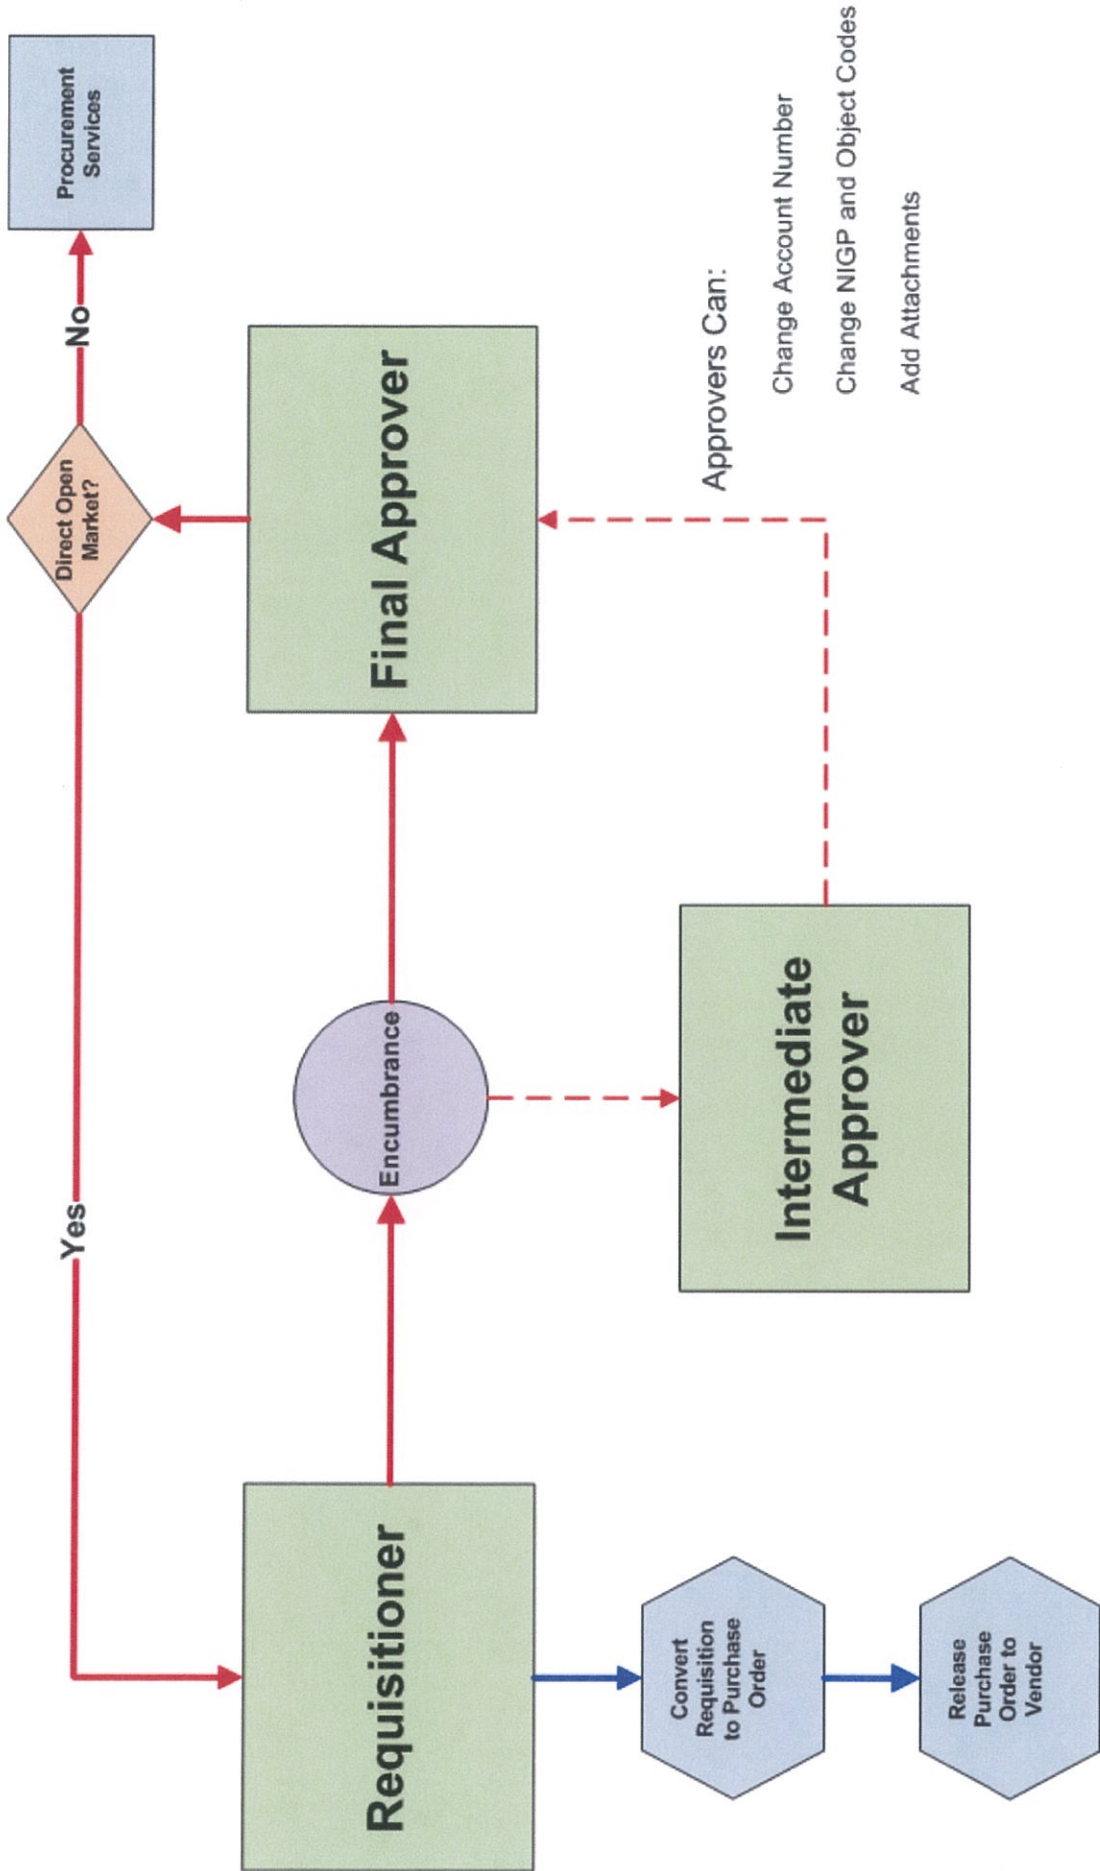 Yes
Direct Open
Market?
No
Procurement
Services
Requisitioner
Encumbrance
Final Approver
Convert
Requisition
to Purchase
Order
Release
Purchase
Order to
Vendor
Intermediate
Approver
Approvers Can:
Change Account Number
Change NIGP and Object Codes
Add Attachments